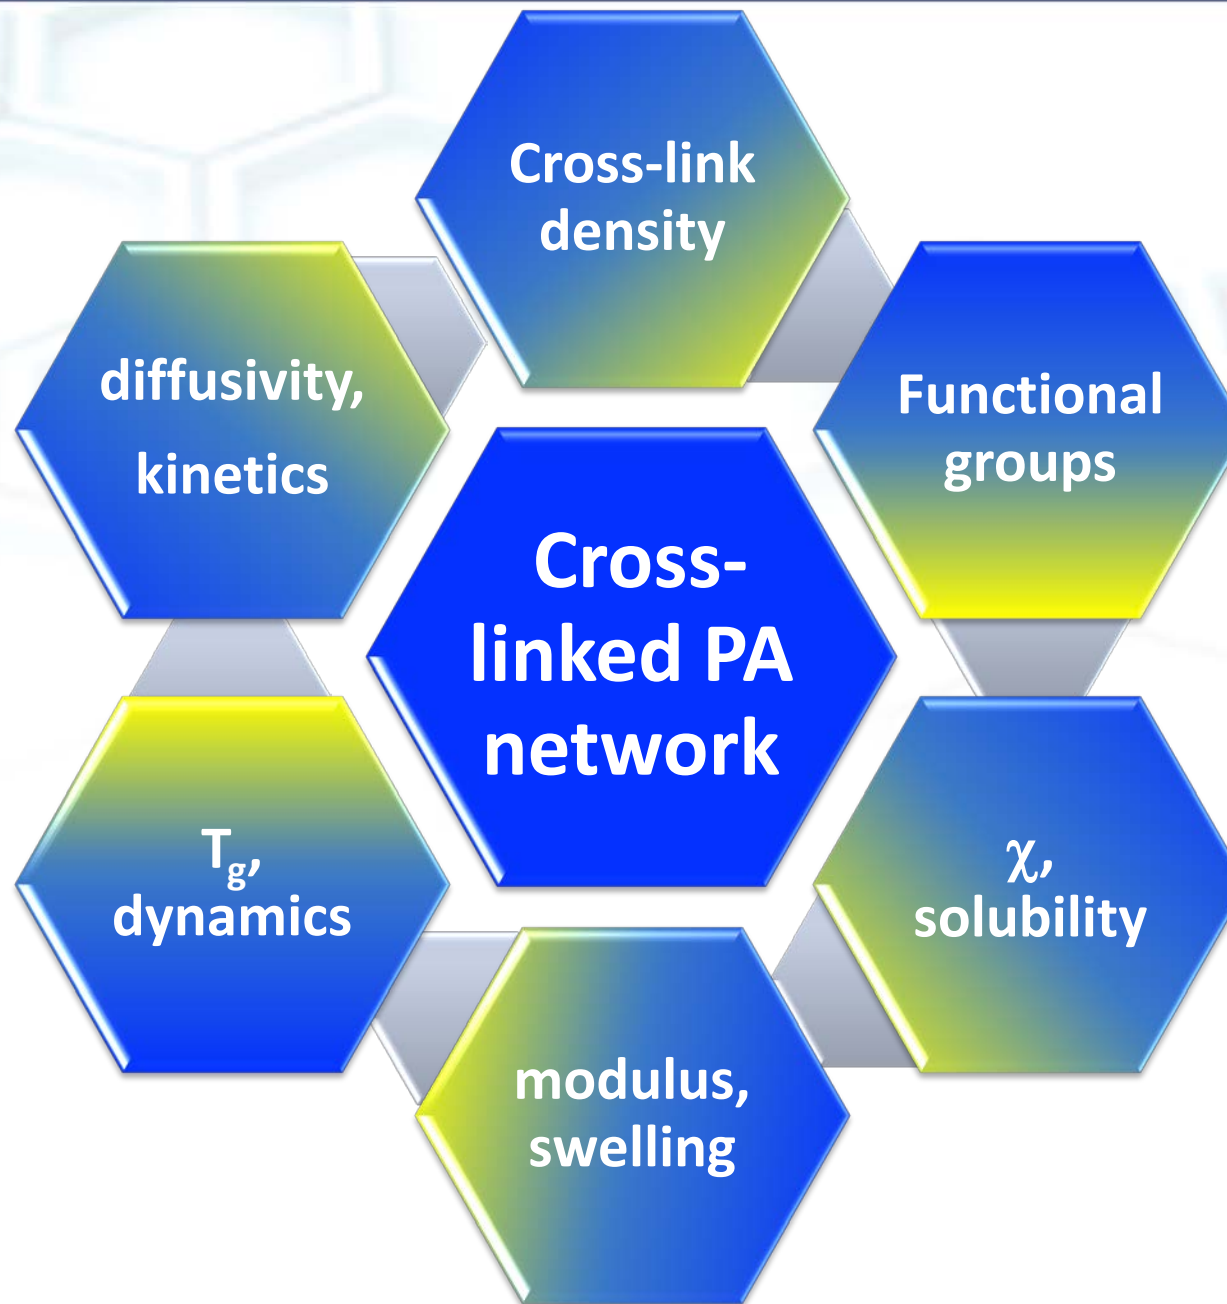 Cross-link
density
Functional
groups
χ,
solubility
modulus,
swelling
Tg,
dynamics
diffusivity,
kinetics
Cross-
linked PA
network